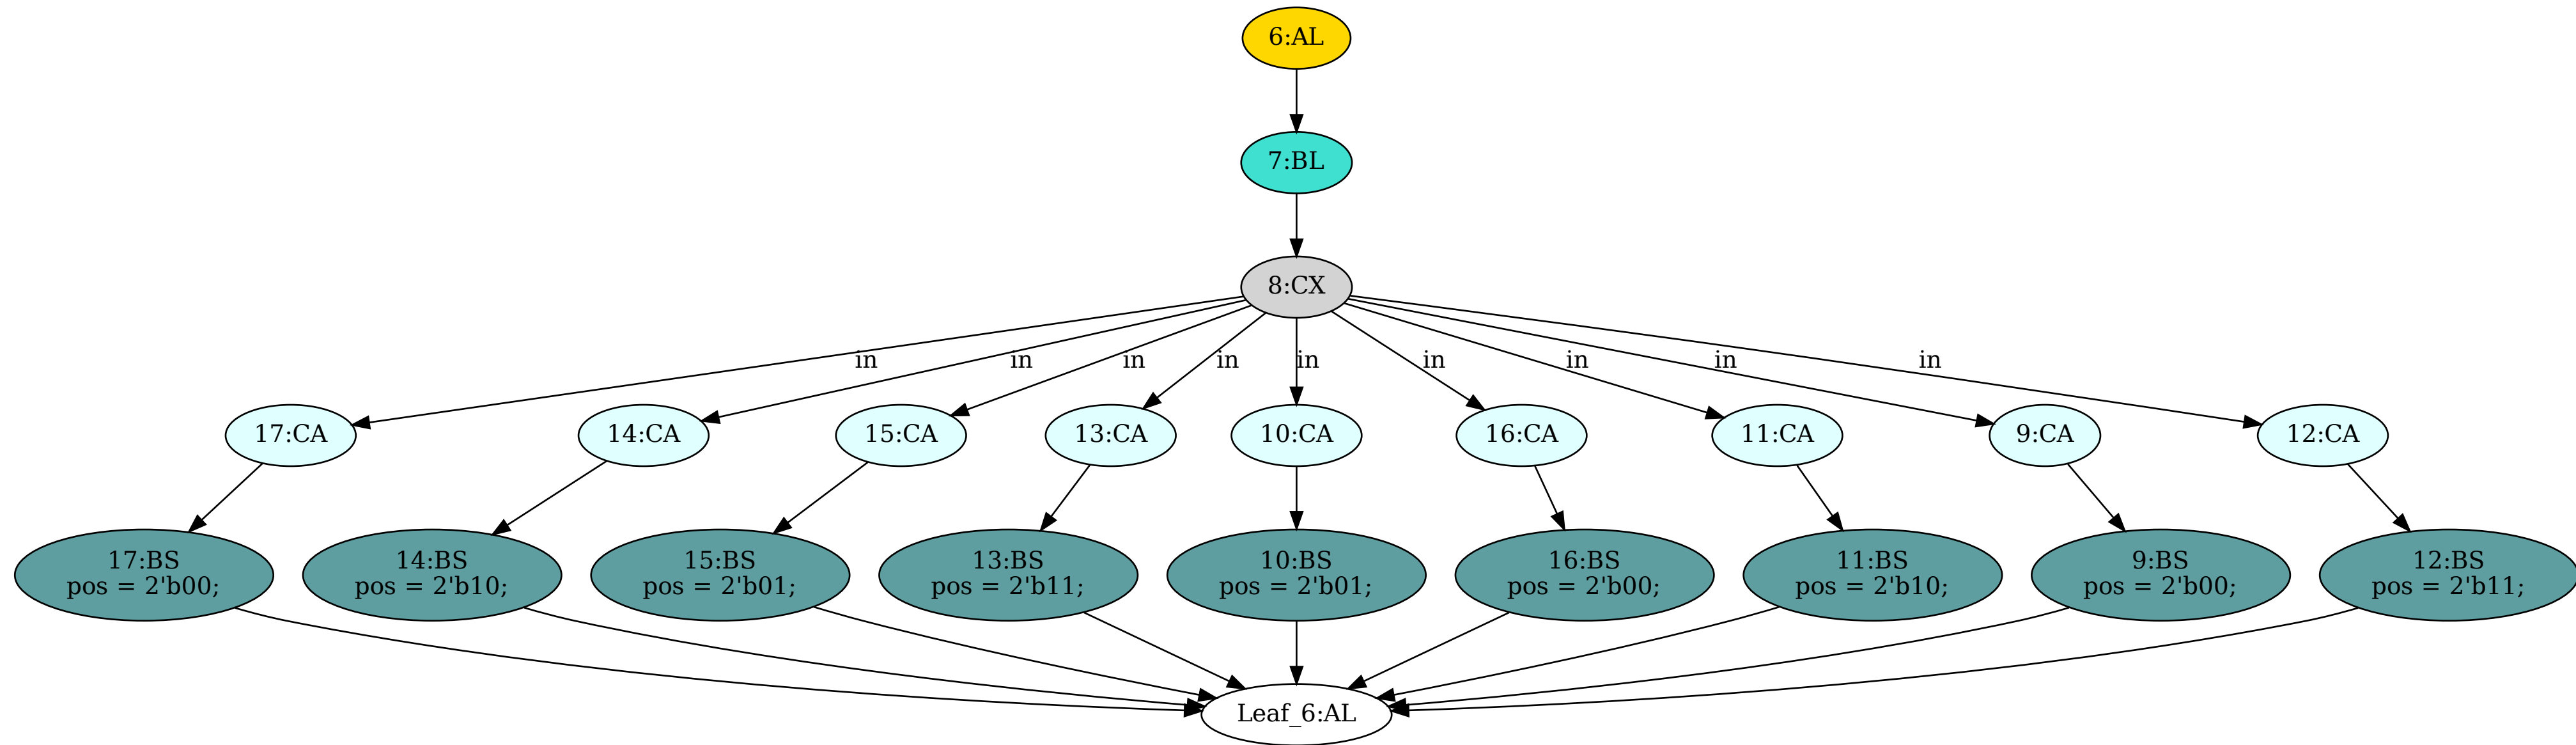 6:AL
7:BL
8:CX
in
in
in
in
in
in
in
in
in
17:CA
14:CA
15:CA
13:CA
10:CA
16:CA
11:CA
9:CA
12:CA
17:BS
pos = 2'b00;
14:BS
pos = 2'b10;
15:BS
pos = 2'b01;
13:BS
pos = 2'b11;
10:BS
pos = 2'b01;
16:BS
pos = 2'b00;
11:BS
pos = 2'b10;
9:BS
pos = 2'b00;
12:BS
pos = 2'b11;
Leaf_6:AL